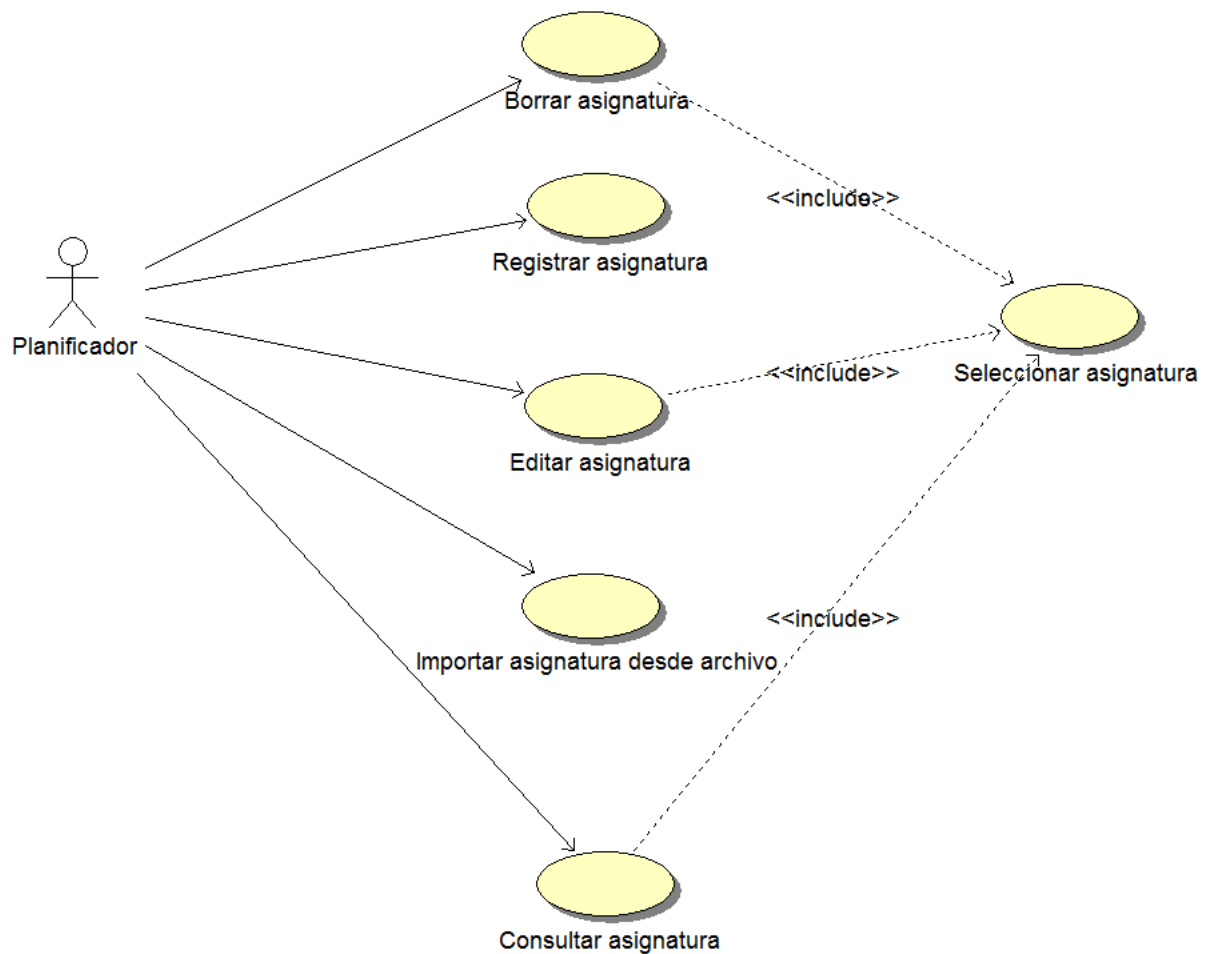 Borrar asignatura
<<include>>
Registrar asignatura
Planificador
<<include>>
Seleccionar asignatura
Editar asignatura
<<include>>
Importar asignatura desde archivo
Consultar asignatura